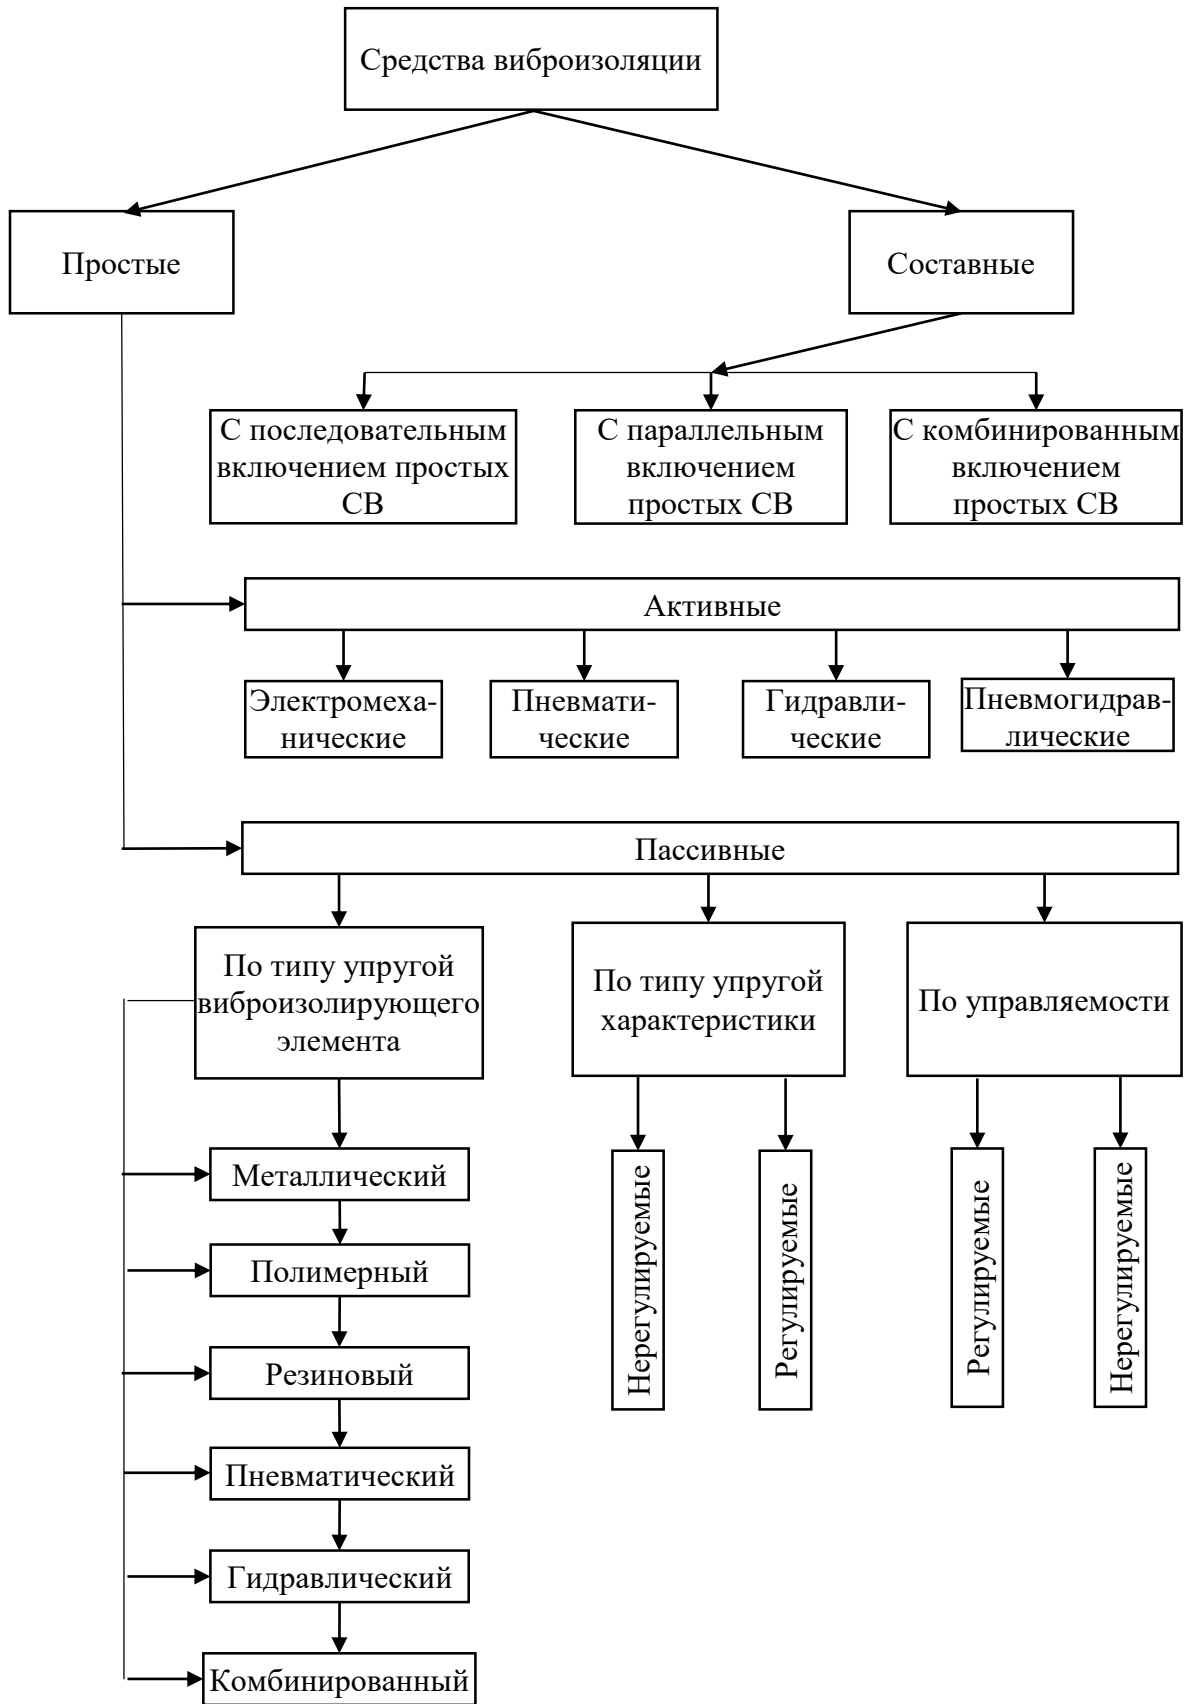 Средства виброизоляции
Простые
Составные
С последовательным
включением простых
СВ
С параллельным
включением
простых СВ
С комбинированным
включением
простых СВ
Активные
Электромеха-
нические
Пневмати-
ческие
Гидравли-
ческие
Пневмогидрав-
лические
Пассивные
По типу упругой
виброизолирующего
элемента
По типу упругой
характеристики
По управляемости
Металлический
Полимерный
Резиновый
Пневматический
Гидравлический
Комбинированный
Нерегулируемые
Регулируемые
Регулируемые
Нерегулируемые